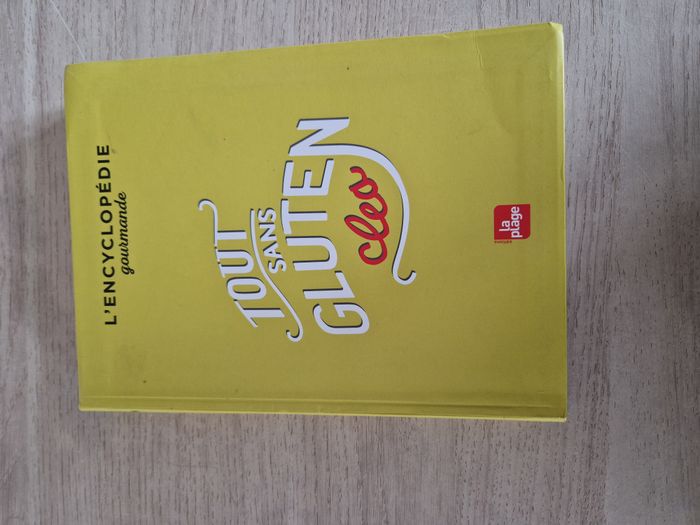 L'ENCYCLOPÉDIE
gourmande
TOUT
SANS
GLUTEN
cleo
La
plage